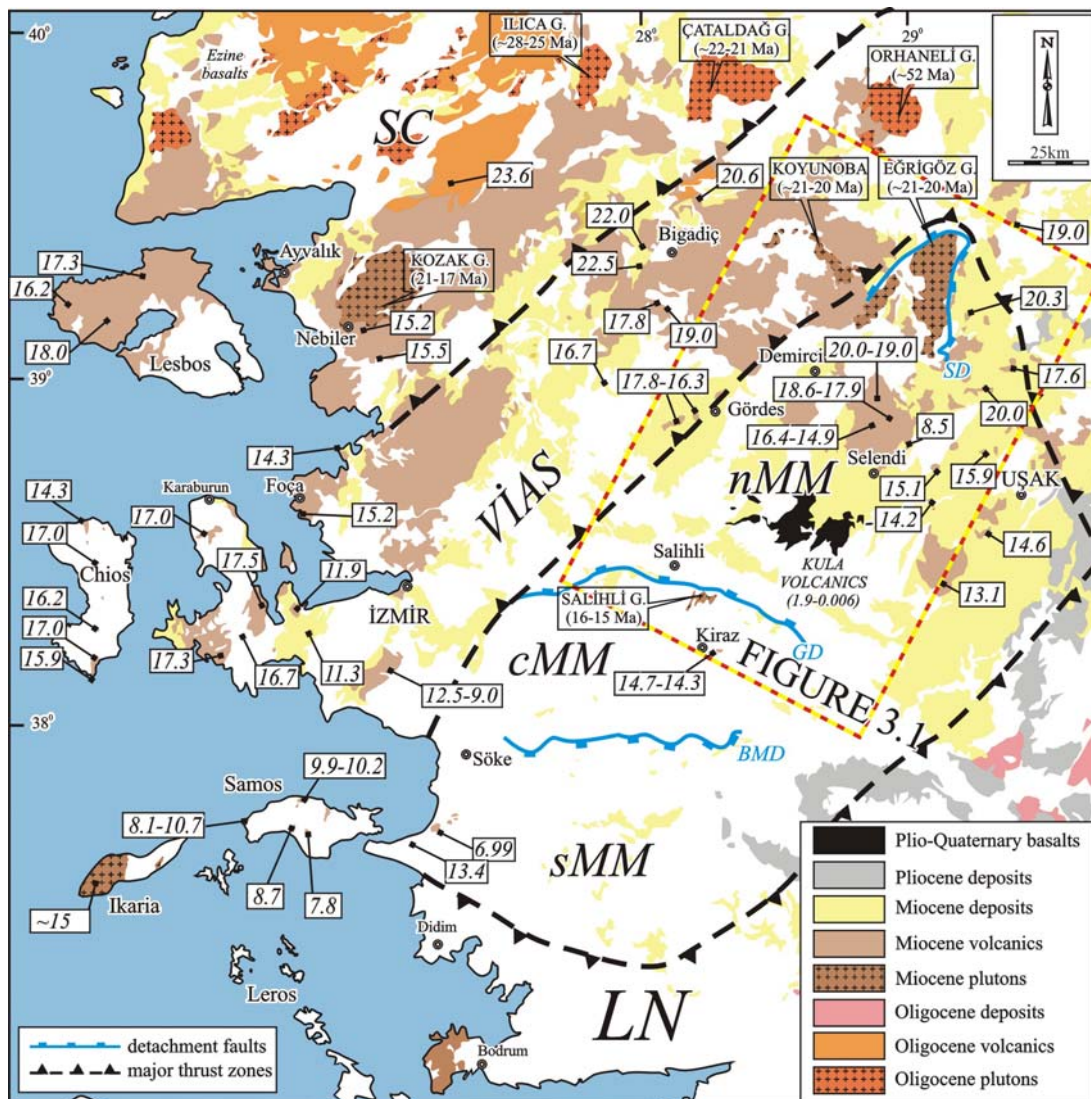 40⁰
28⁰
29⁰
ILICA G.
(~28-25 Ma)
ÇATALDAĞ G.
(~22-21 Ma)
ORHANELİ G.
(~52 Ma)
N
25km
Ezine
basalts
SC
23.6
20.6
KOYUNOBA
(~21-20 Ma)
EĞRİGÖZ G.
(~21-20 Ma)
19.0
22.0
Bigadiç
22.5
Ayvalık
KOZAK G.
(21-17 Ma)
17.3
16.2
18.0
Lesbos
Nebiler
15.2
15.5
17.8
19.0
20.3
39⁰
16.7
Demirci
20.0-19.0
SD
17.6
17.8-16.3
18.6-17.9
20.0
Gördes
16.4-14.9
8.5
14.3
Selendi
15.9
nMM
15.1
UŞAK
14.2
VİAS
Karaburun
Foça
15.2
14.3
17.0
17.0
Chios
14.6
KULA
VOLCANICS
(1.9-0.006)
Salihli
17.5
11.9
İZMİR
SALİHLİ G.
(16-15 Ma)
13.1
16.2
17.0
15.9
Kiraz
GD
cMM
17.3
16.7
11.3
12.5-9.0
14.7-14.3
FIGURE 3.1
38⁰
Söke
BMD
Samos
9.9-10.2
8.1-10.7
6.99
13.4
sMM
8.7
7.8
~15
Ikaria
Didim
Leros
LN
Bodrum
Plio-Quaternary basalts
Pliocene deposits
Miocene deposits
Miocene volcanics
Miocene plutons
Oligocene deposits
Oligocene volcanics
Oligocene plutons
detachment faults
major thrust zones